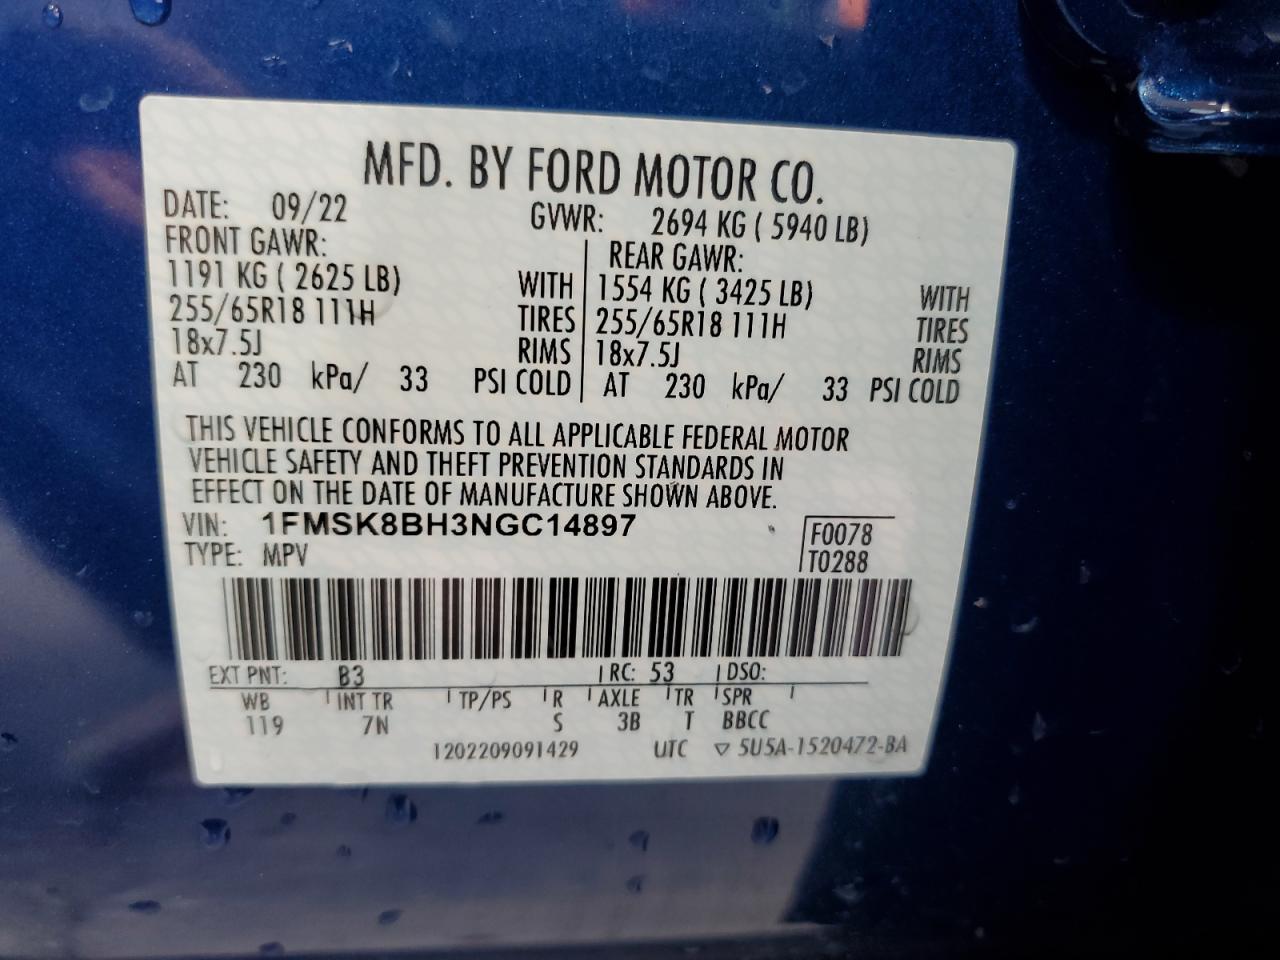 MFD. BY FORD MOTOR CO.
DATE: 09/22 GVWR: 2694 KG ( 5940 LB)
FRONT GAWR: REAR GAWR:
1191 KG ( 2625 LB) WITH 1554 KG ( 3425 LB) WITH
255/65R18 111H TIRES 255/65R18 111H TIRES
18x7.5J RIMS 18x7.5J RIMS
AT 230 kPa/ 33 PSI COLD AT 230 kPa/ 33 PSI COLD
THIS VEHICLE CONFORMS TO ALL APPLICABLE FEDERAL MOTOR
VEHICLE SAFETY AND THEFT PREVENTION STANDARDS IN
EFFECT ON THE DATE OF MANUFACTURE SHOWN ABOVE.
VIN: 1FMSK8BH3NGC14897 F0078
TYPE: MPV T0288
EXT PNT: B3 RC: 53 DSO:
WB INT TR TP/PS R AXLE TR SPR
119 7N S 3B T BBCC
1202209091429 UTC ▽ 5U5A-1520472-BA